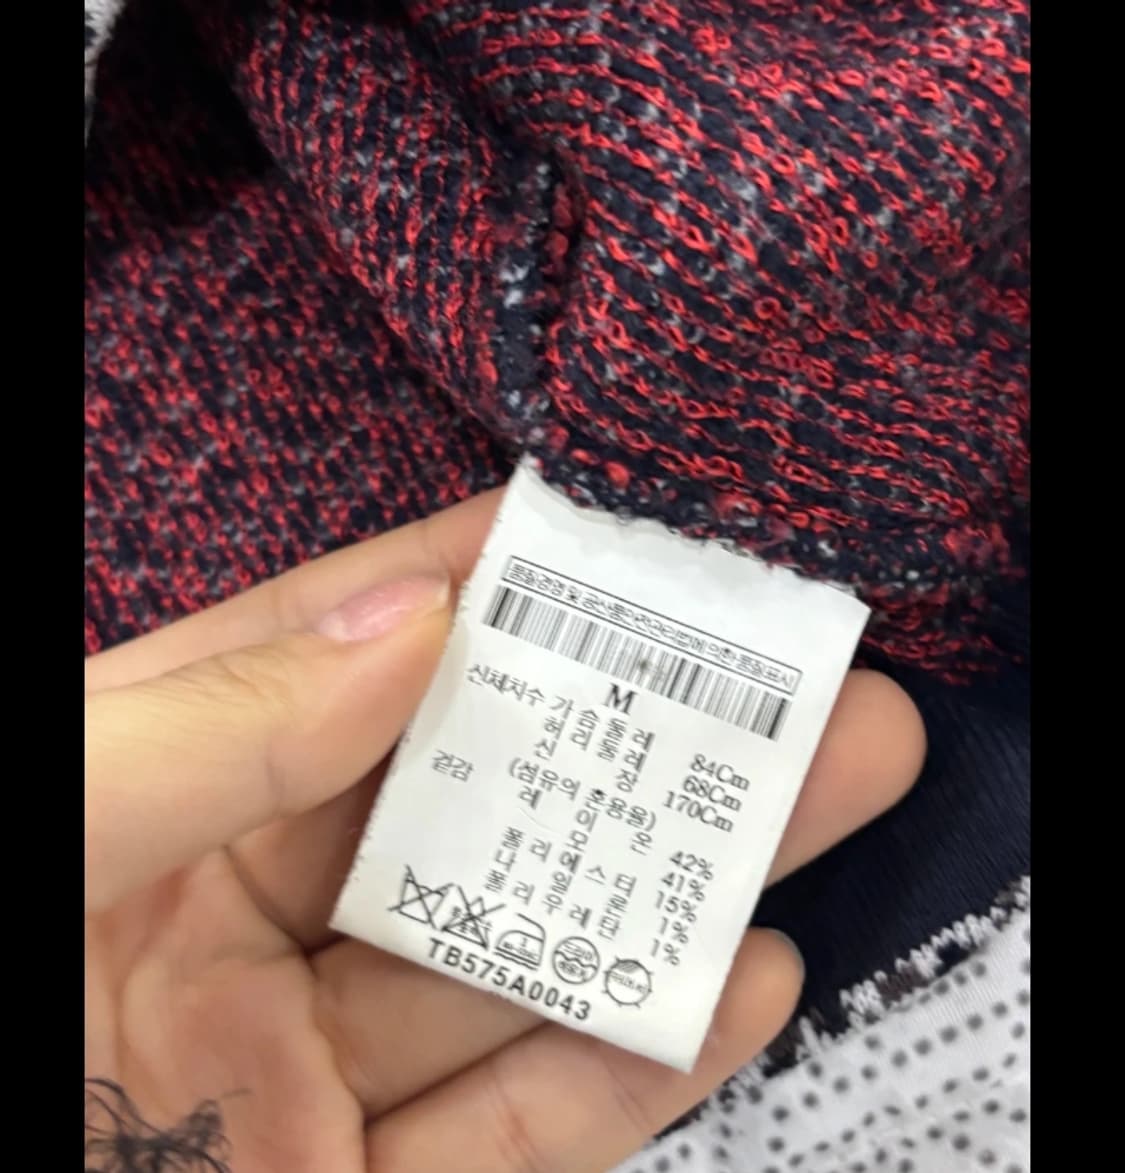 품질경영 및 공산품안전관리법에 의한 품질표시
M
신체치수 가슴둘레 84Cm
허리둘레 68Cm
신장 170Cm
겉감 (섬유의 혼용율)
레이온 42%
모 41%
폴리에스터 15%
나일론 1%
폴리우레탄 1%
드라이
TB575A0043